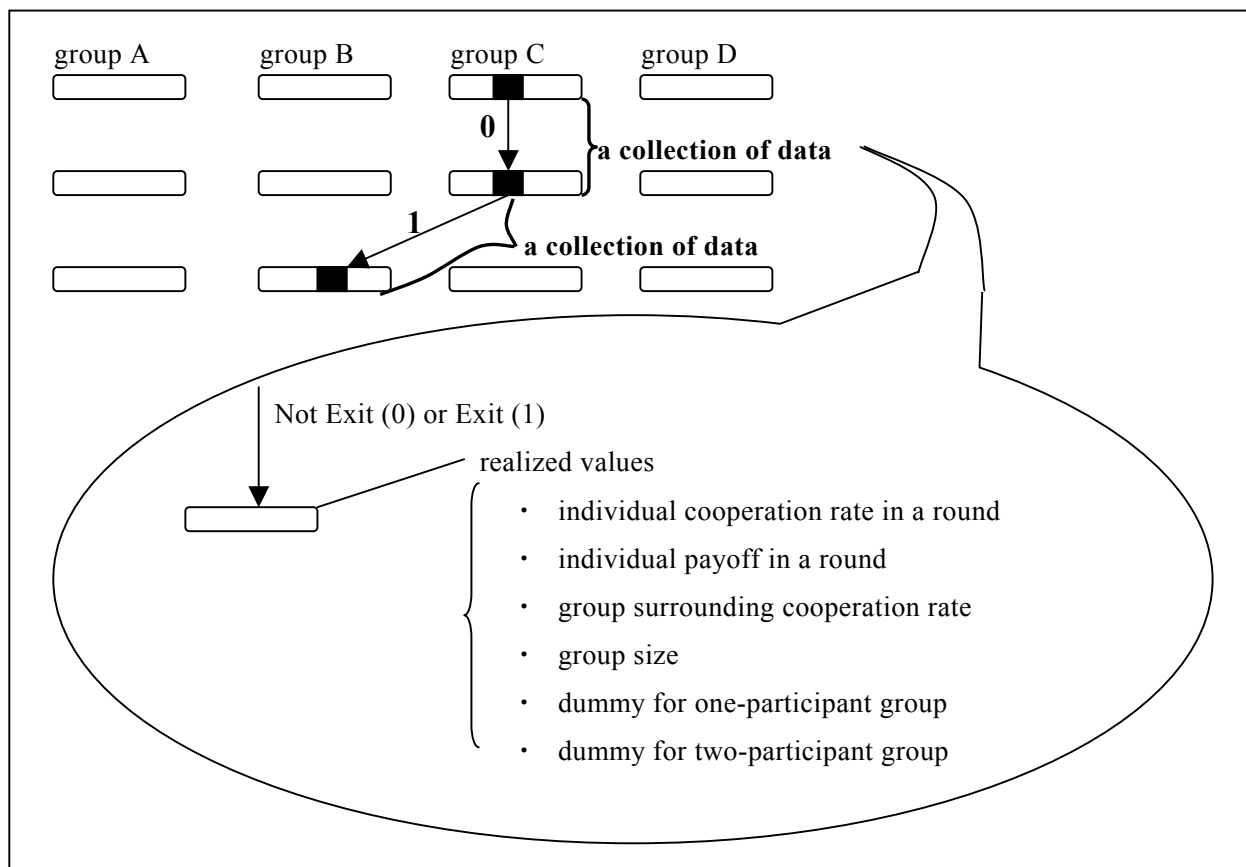 group A group B group C group D
0
a collection of data
1
a collection of data
Not Exit (0) or Exit (1)
realized values
・ individual cooperation rate in a round
・ individual payoff in a round
・ group surrounding cooperation rate
・ group size
・ dummy for one-participant group
・ dummy for two-participant group